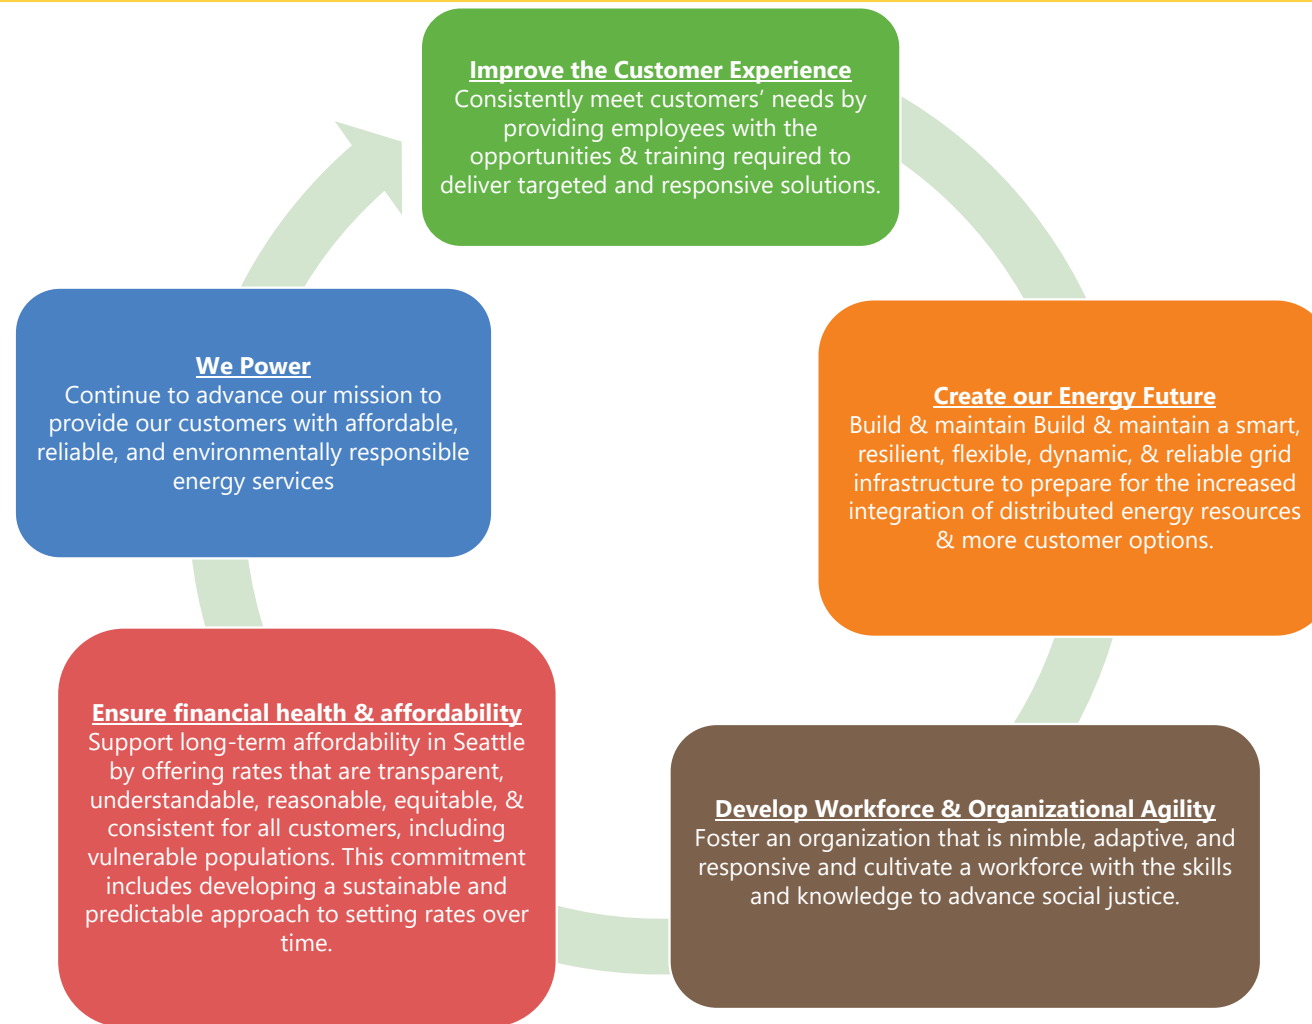 Improve the Customer Experience
Consistently meet customers’ needs by
providing employees with the
opportunities & training required to
deliver targeted and responsive solutions.
Create our Energy Future
Build & maintain Build & maintain a smart,
resilient, flexible, dynamic, & reliable grid
infrastructure to prepare for the increased
integration of distributed energy resources
& more customer options.
Develop Workforce & Organizational Agility
Foster an organization that is nimble, adaptive, and
responsive and cultivate a workforce with the skills
and knowledge to advance social justice.
Ensure financial health & affordability
Support long-term affordability in Seattle
by offering rates that are transparent,
understandable, reasonable, equitable, &
consistent for all customers, including
vulnerable populations. This commitment
includes developing a sustainable and
predictable approach to setting rates over
time.
We Power
Continue to advance our mission to
provide our customers with affordable,
reliable, and environmentally responsible
energy services